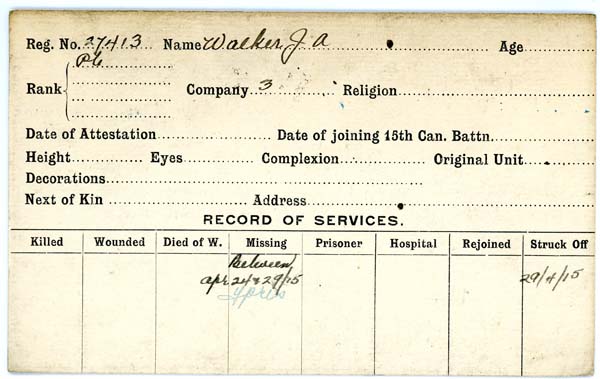 Reg. No. 27413 Name Walker, J A Age
Rank Pte Company 3 Religion
Date of Attestation Date of joining 15th Can. Battn.
Height Eyes Complexion Original Unit
Decorations
Next of Kin Address
RECORD OF SERVICES.
Killed Wounded Died of W. Missing Prisoner Hospital Rejoined Struck Off
Between
Apr 24 & 29/15 29/4/15
Ypres